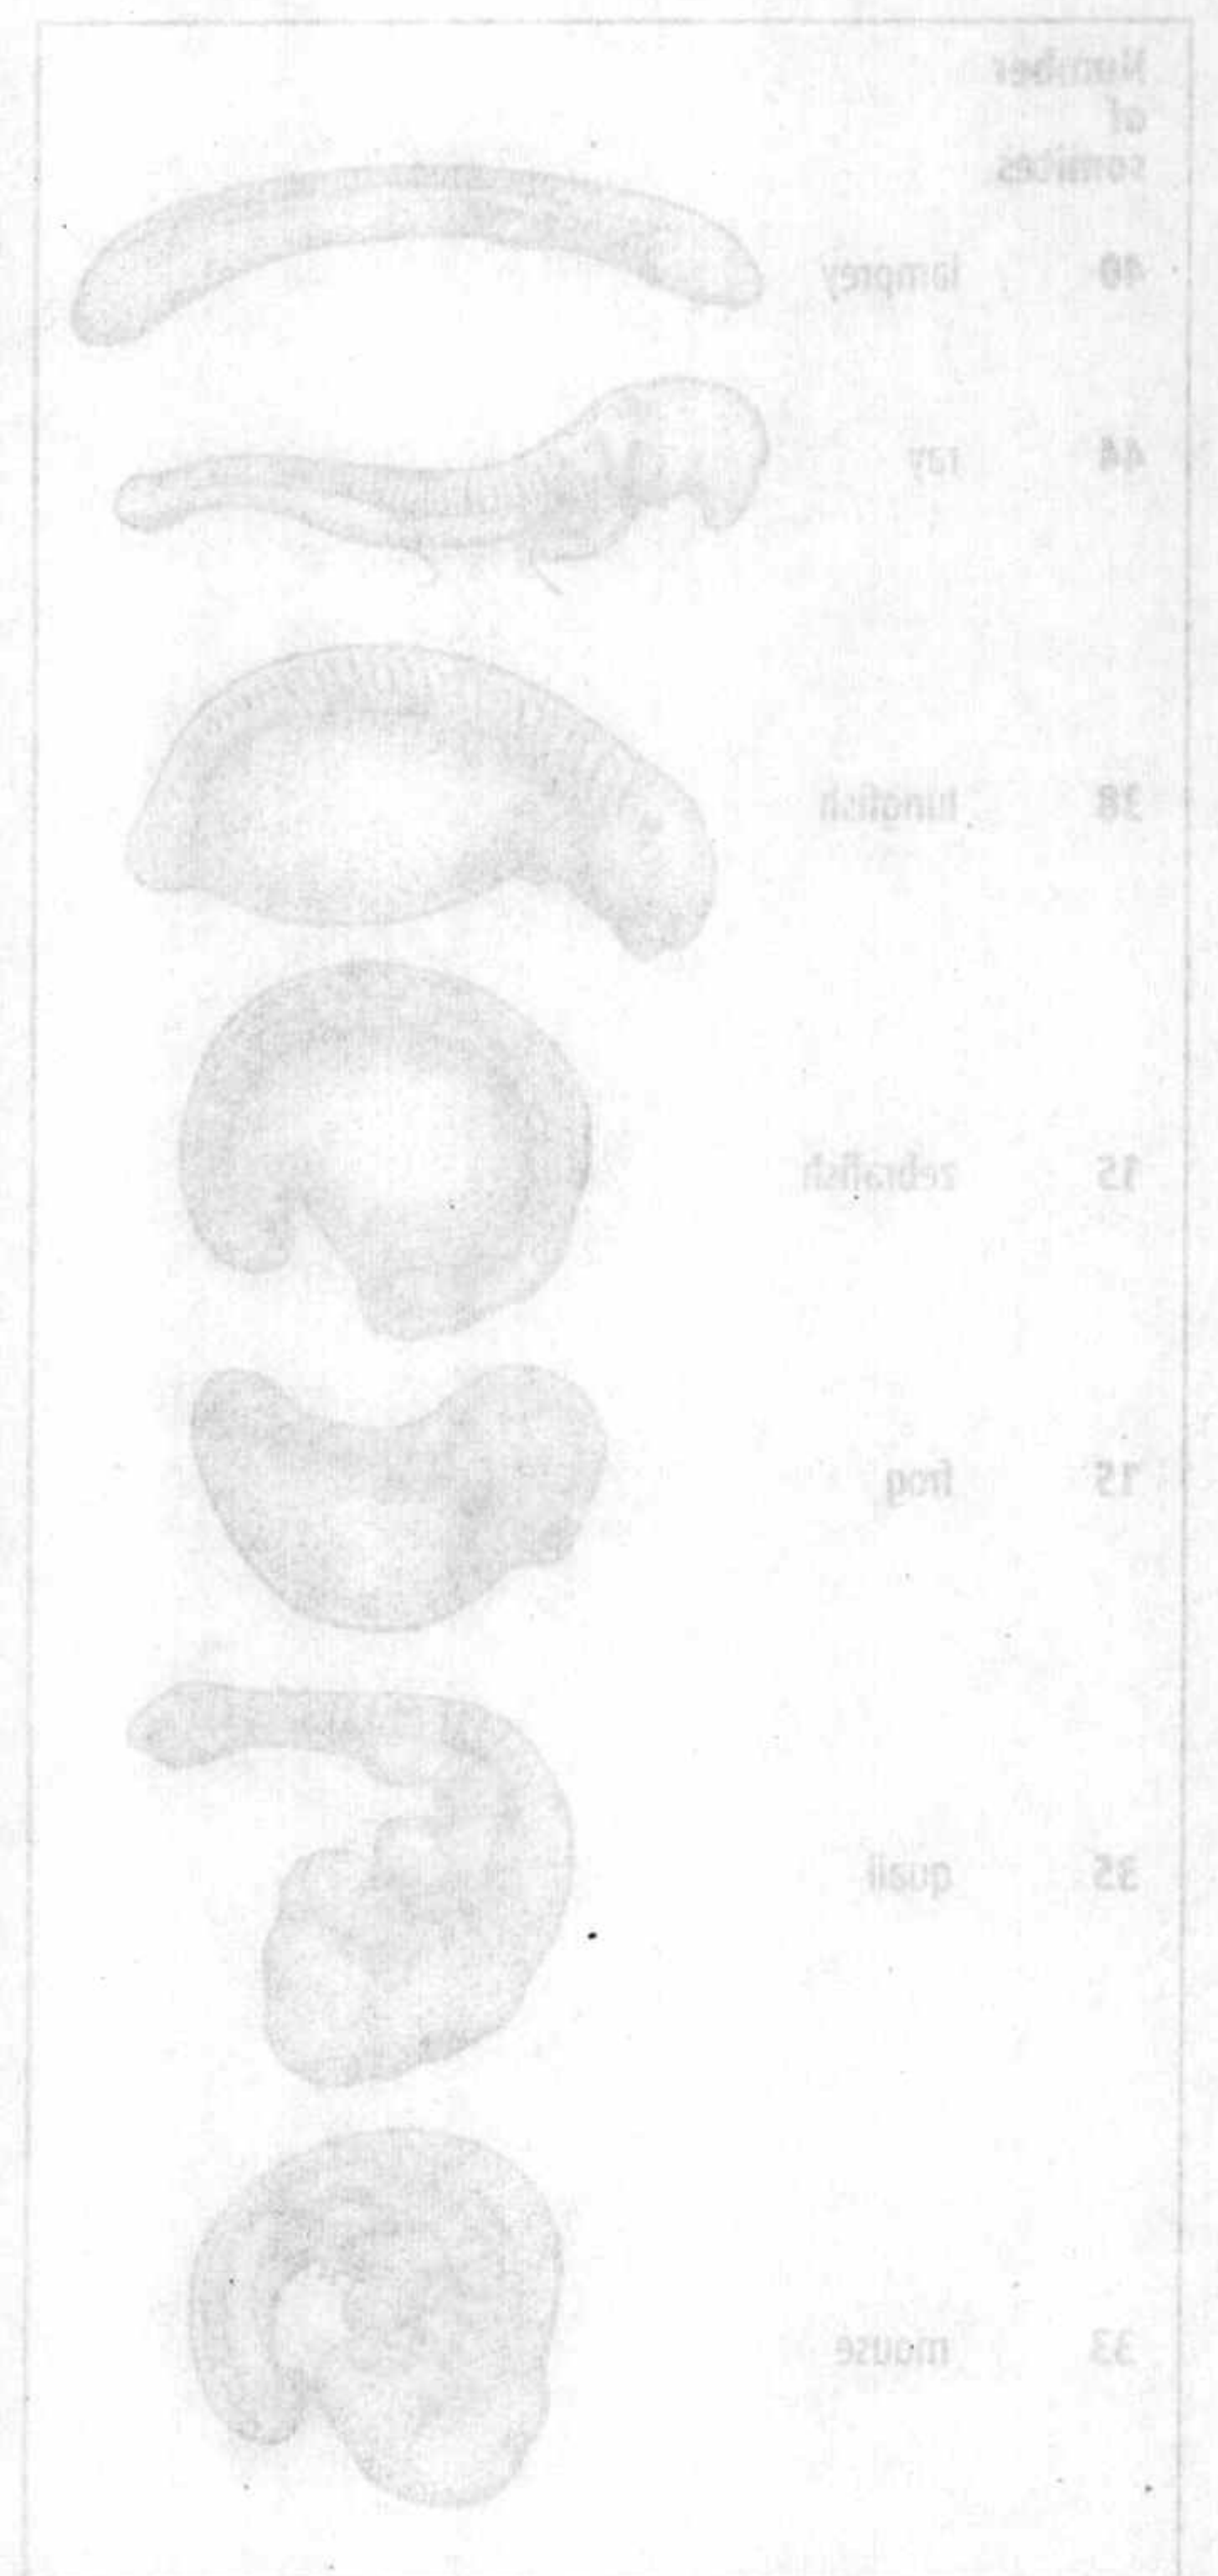 Number
of
somites
40 lamprey
44 ray
38 lungfish
15 zebrafish
15 frog
35 quail
33 mouse